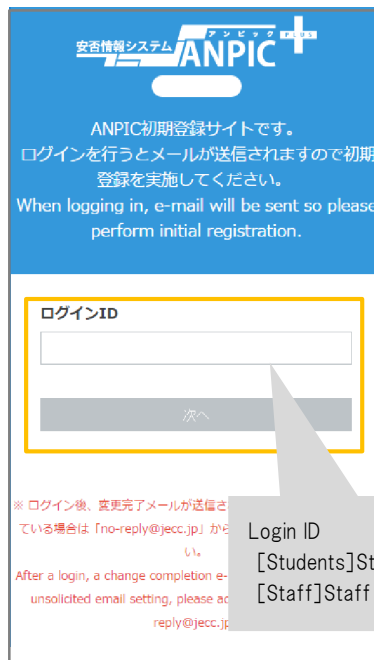 アンピック PLUS
安否情報システム ANPIC
ANPIC初期登録サイトです。
ログインを行うとメールが送信されますので初期
登録を実施してください。
When logging in, e-mail will be sent so please
perform initial registration.
ログインID
次へ
※ ログイン後、変更完了メールが送信さ
ている場合は「no-reply@jecc.jp」から
い。
After a login, a change completion e-
unsolicited email setting, please
reply@jecc.jp
Login ID
[Students]St
[Staff]Staff